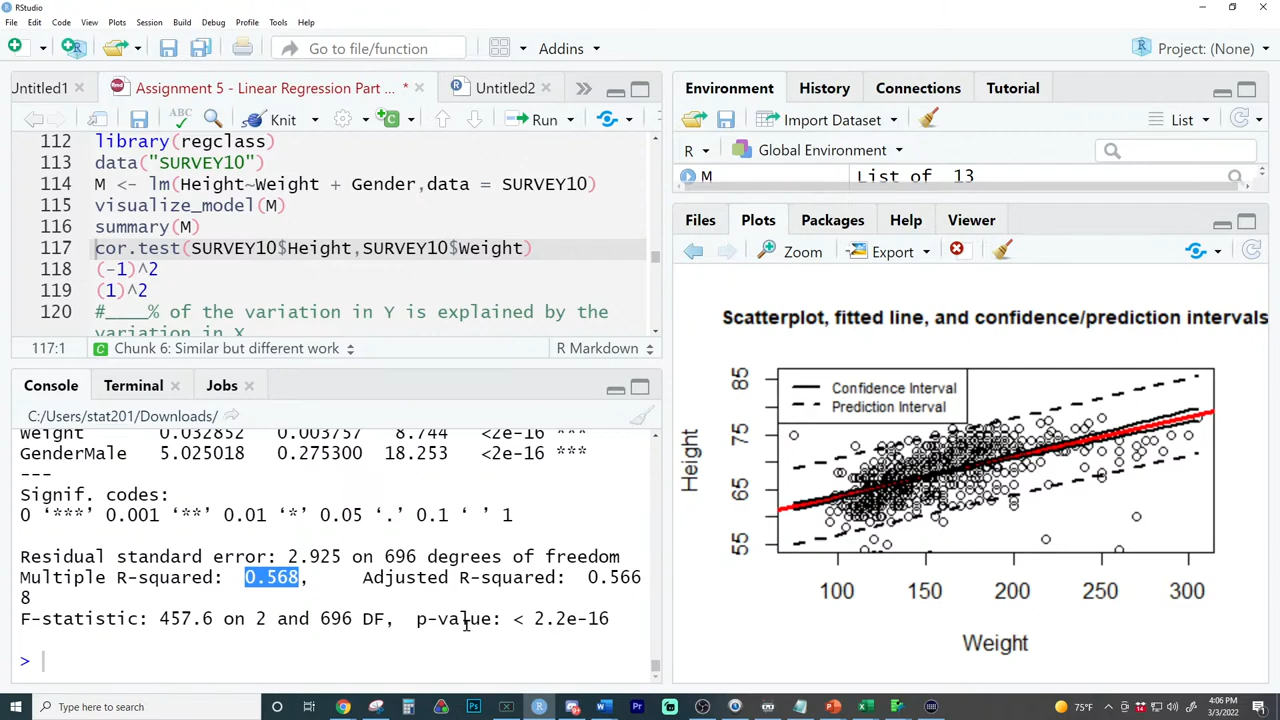 RStudio
File Edit Code View Plots Session Build Debug Profile Tools Help
Go to file/function Addins Project: (None)
Untitled1 Assignment 5 - Linear Regression Part ... * Untitled2
ABC Knit Run
112 library(regclass)
113 data("SURVEY10")
114 M <- lm(Height~Weight + Gender,data = SURVEY10)
115 visualize_model(M)
116 summary(M)
117 cor.test(SURVEY10$Height,SURVEY10$Weight)
118 (-1)^2
119 (1)^2
120 #____% of the variation in Y is explained by the
variation in X
117:1 Chunk 6: Similar but different work R Markdown
Console Terminal Jobs
C:/Users/stat201/Downloads/
Weight 0.032852 0.003757 8.744 <2e-16 ***
GenderMale 5.025018 0.275300 18.253 <2e-16 ***
---
Signif. codes:
0 ‘***’ 0.001 ‘**’ 0.01 ‘*’ 0.05 ‘.’ 0.1 ‘ ’ 1
Residual standard error: 2.925 on 696 degrees of freedom
Multiple R-squared: 0.568, Adjusted R-squared: 0.566
8
F-statistic: 457.6 on 2 and 696 DF, p-value: < 2.2e-16
>
Environment History Connections Tutorial
Import Dataset List
R Global Environment
M List of 13
Files Plots Packages Help Viewer
Zoom Export
Scatterplot, fitted line, and confidence/prediction intervals
Confidence Interval
Prediction Interval
85
75
65
55
Height
100 150 200 250 300
Weight
Type here to search
75°F
4:06 PM
3/3/2022